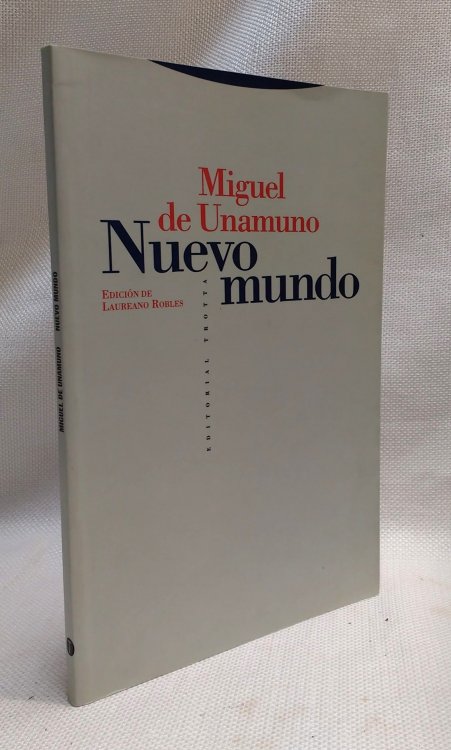 Miguel
de Unamuno
Nuevo
mundo
EDICIÓN DE
LAUREANO ROBLES
EDITORIAL TROTTA
MIGUEL DE UNAMUNO NUEVO MUNDO